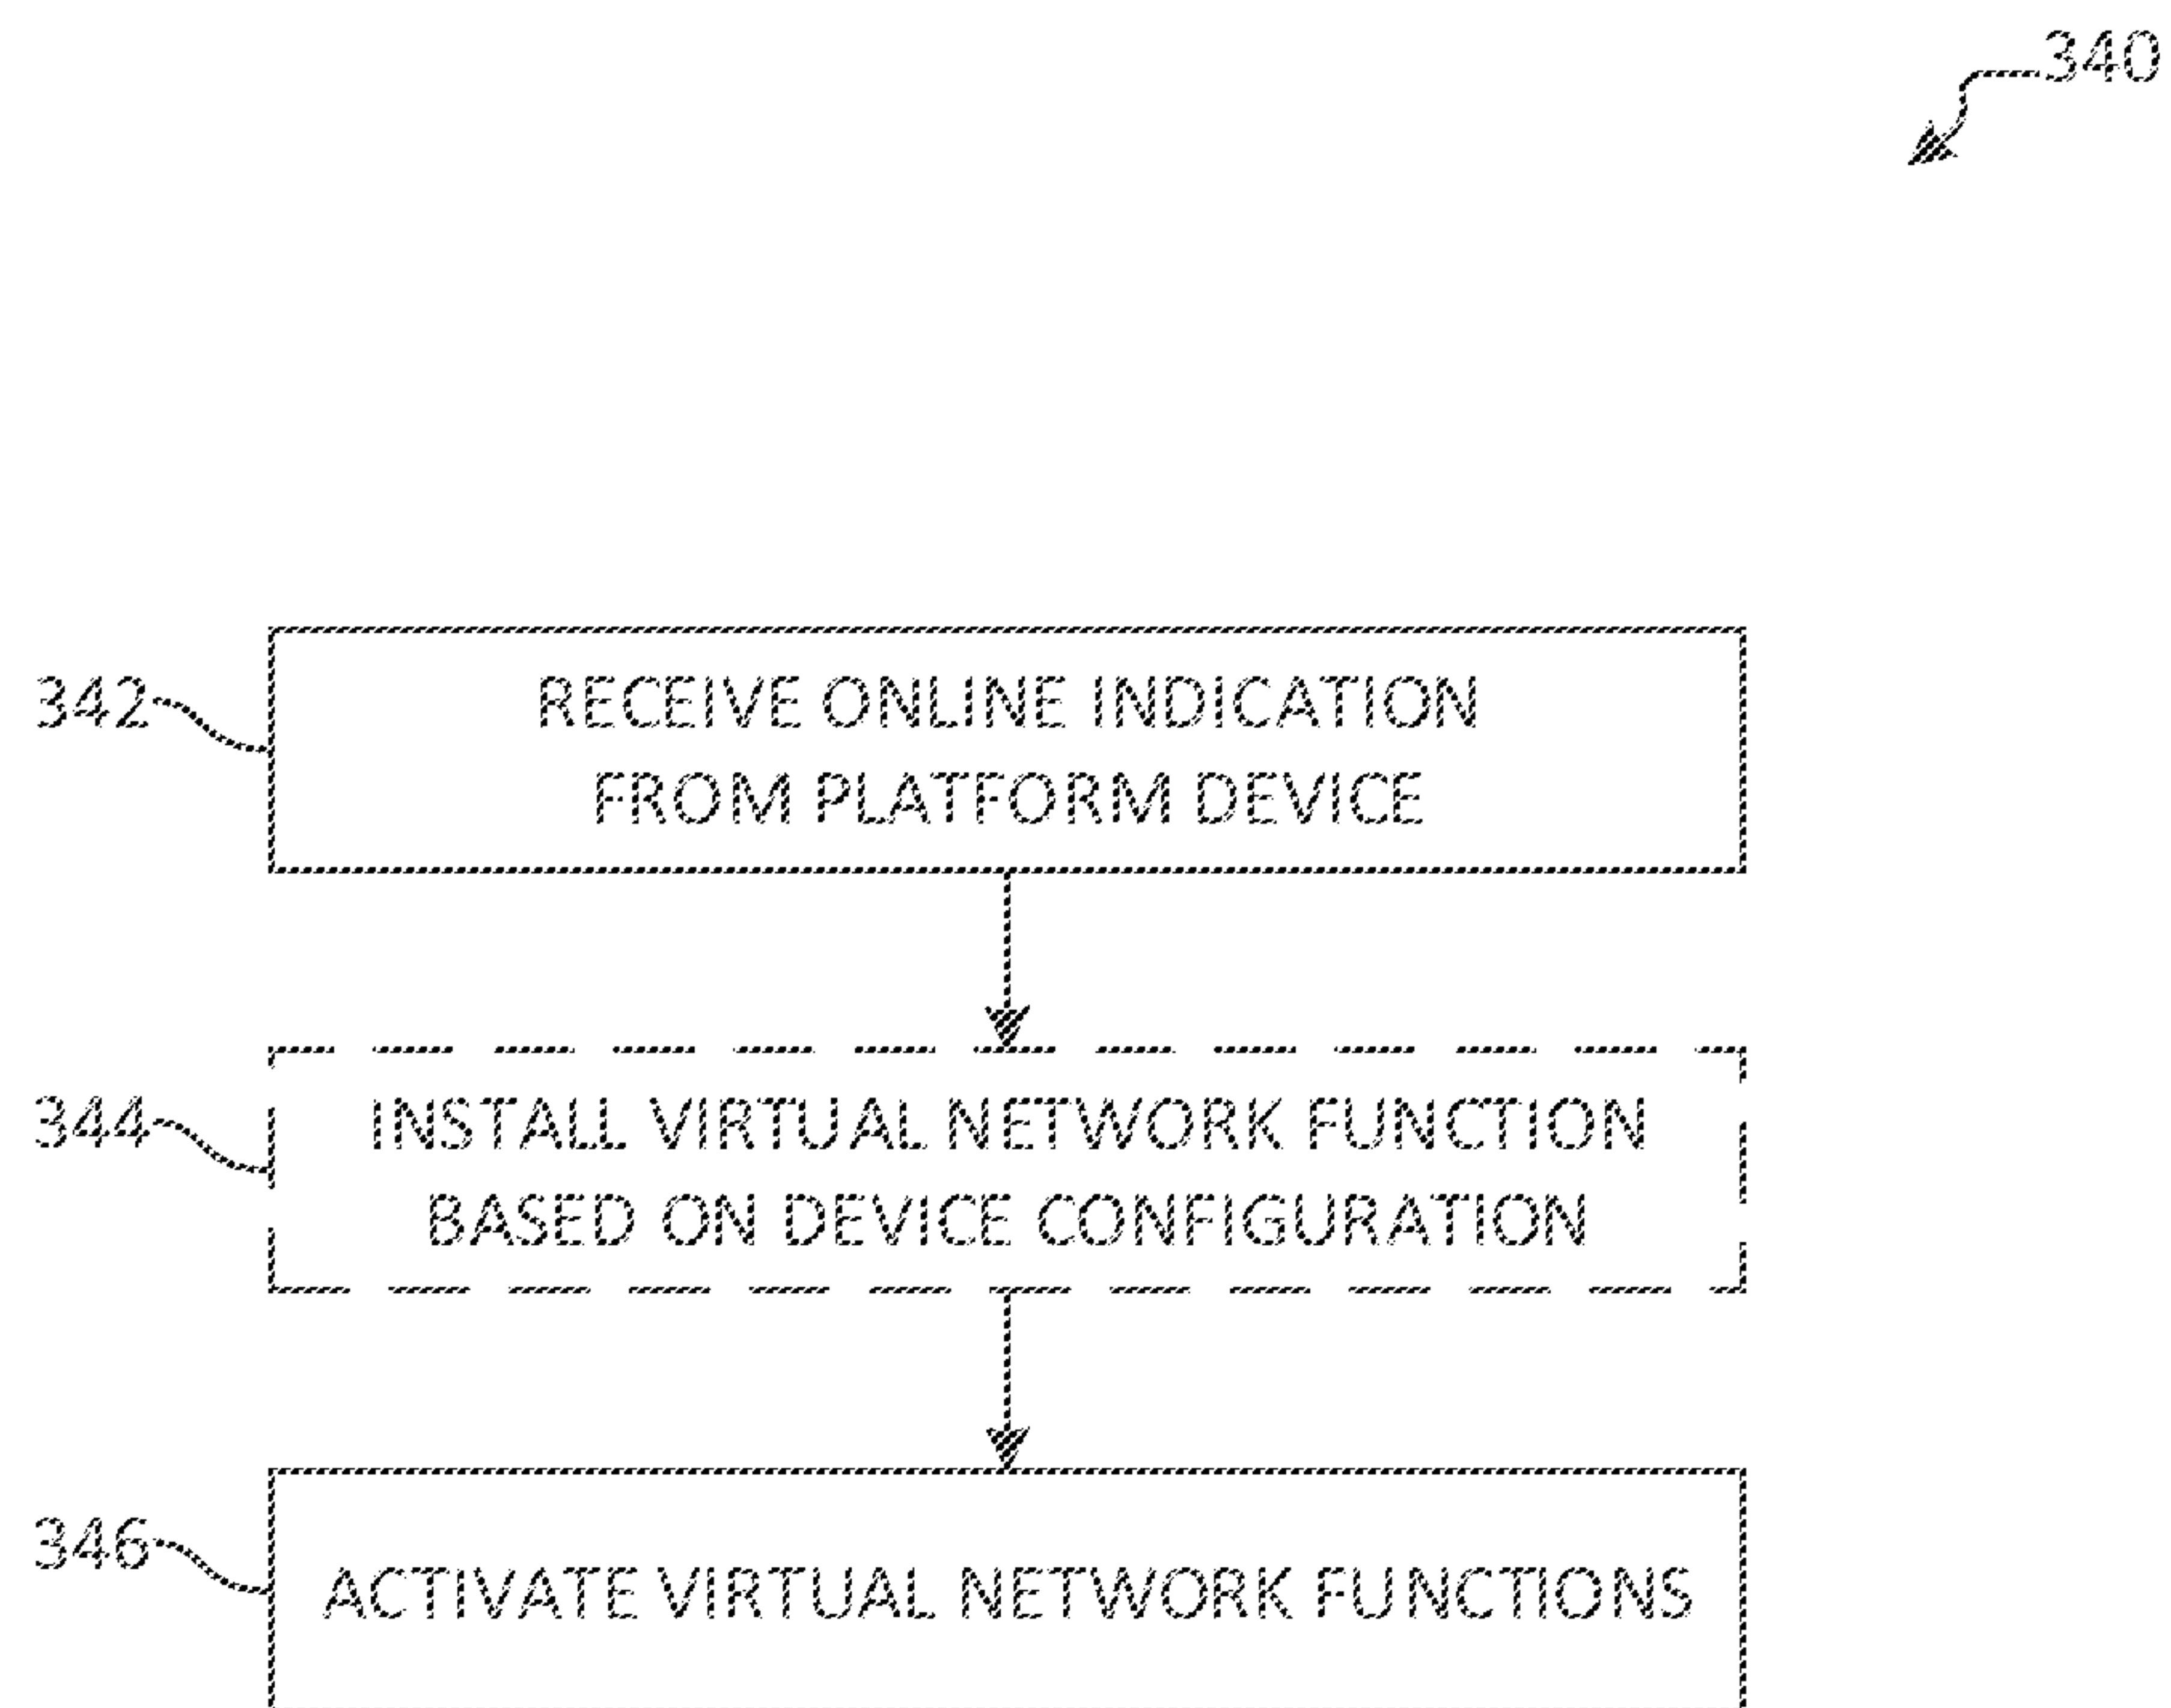 340
342
RECEIVE ONLINE INDICATION
FROM PLATFORM DEVICE
344
INSTALL VIRTUAL NETWORK FUNCTION
BASED ON DEVICE CONFIGURATION
346
ACTIVATE VIRTUAL NETWORK FUNCTIONS